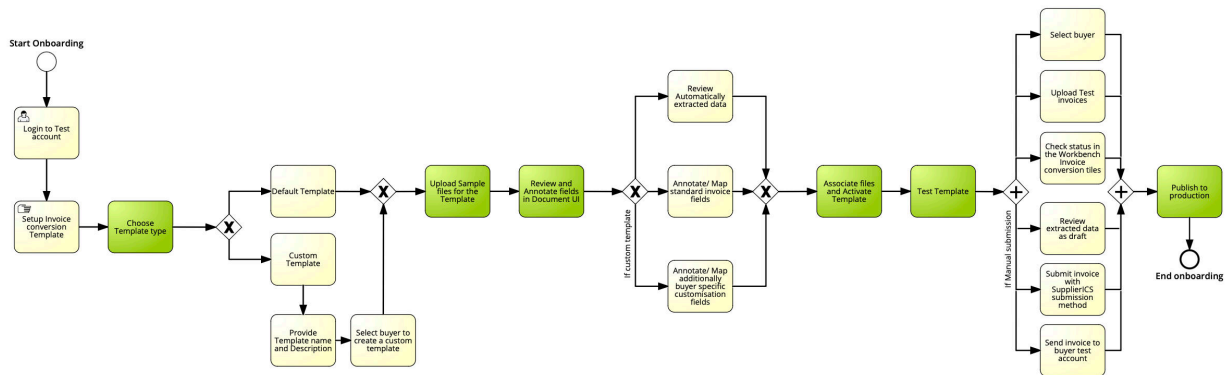 Start Onboarding
Login to Test
account
Setup Invoice
conversion
Template
Choose
Template type
X
Default Template
Custom
Template
Provide
Template name
and Description
Select buyer to
create a custom
template
X
Upload Sample
files for the
Template
Review and
Annotate fields
in Document UI
X
If custom template
Review
Automatically
extracted data
Annotate/ Map
standard invoice
fields
Annotate/ Map
additionally
buyer specific
customisation
fields
X
Associate files
and Activate
Template
Test Template
If Manual submission
Select buyer
Upload Test
invoices
Check status in
the Workbench
Invoice
conversion tiles
Review
extracted data
as draft
Submit invoice
with
SupplierICS
submission
method
Send invoice to
buyer test
account
Publish to
production
End onboarding